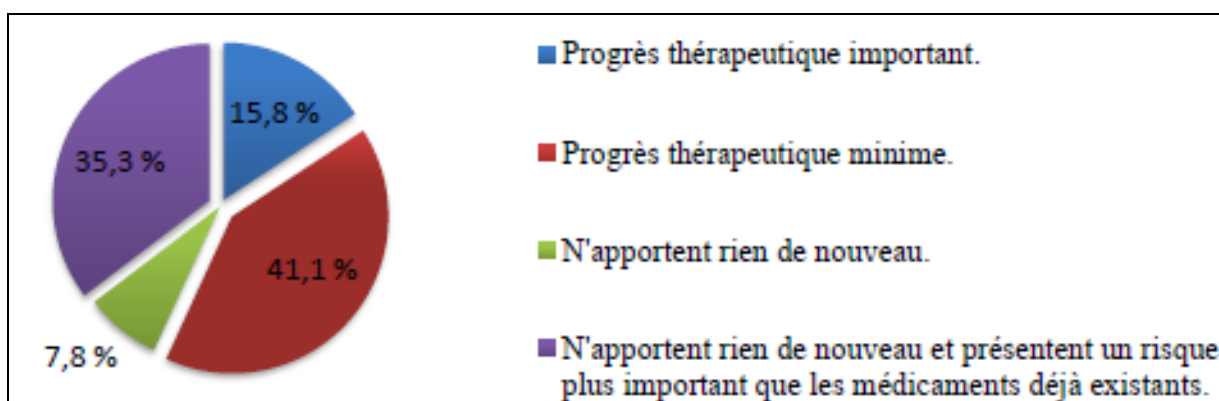 15,8 %
35,3 %
41,1 %
7,8 %
Progrès thérapeutique important.
Progrès thérapeutique minime.
N'apportent rien de nouveau.
N'apportent rien de nouveau et présentent un risque
plus important que les médicaments déjà existants.